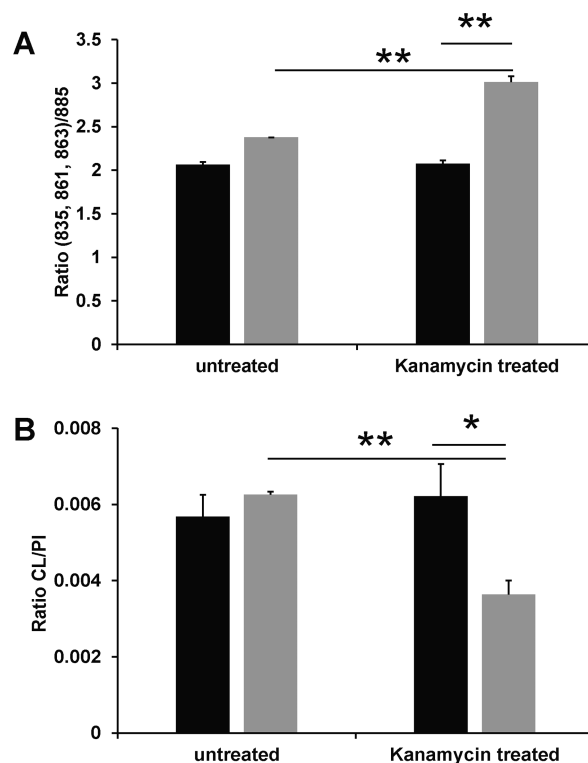 A
Ratio (835, 861, 863)/885
3.5
3
2.5
2
1.5
1
0.5
0
**
**
untreated
Kanamycin treated
B
Ratio CL/PI
0.008
0.006
0.004
0.002
0
**
*
untreated
Kanamycin treated